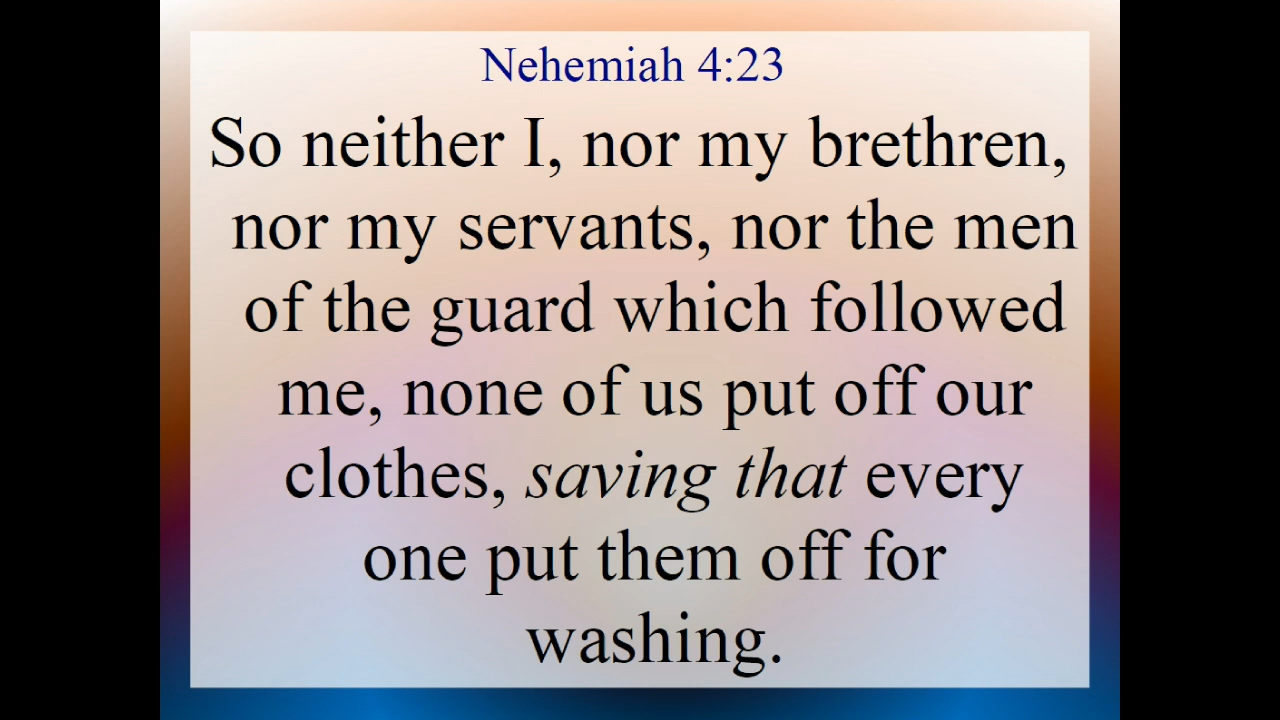 Nehemiah 4:23
So neither I, nor my brethren,
nor my servants, nor the men
of the guard which followed
me, none of us put off our
clothes, saving that every
one put them off for
washing.